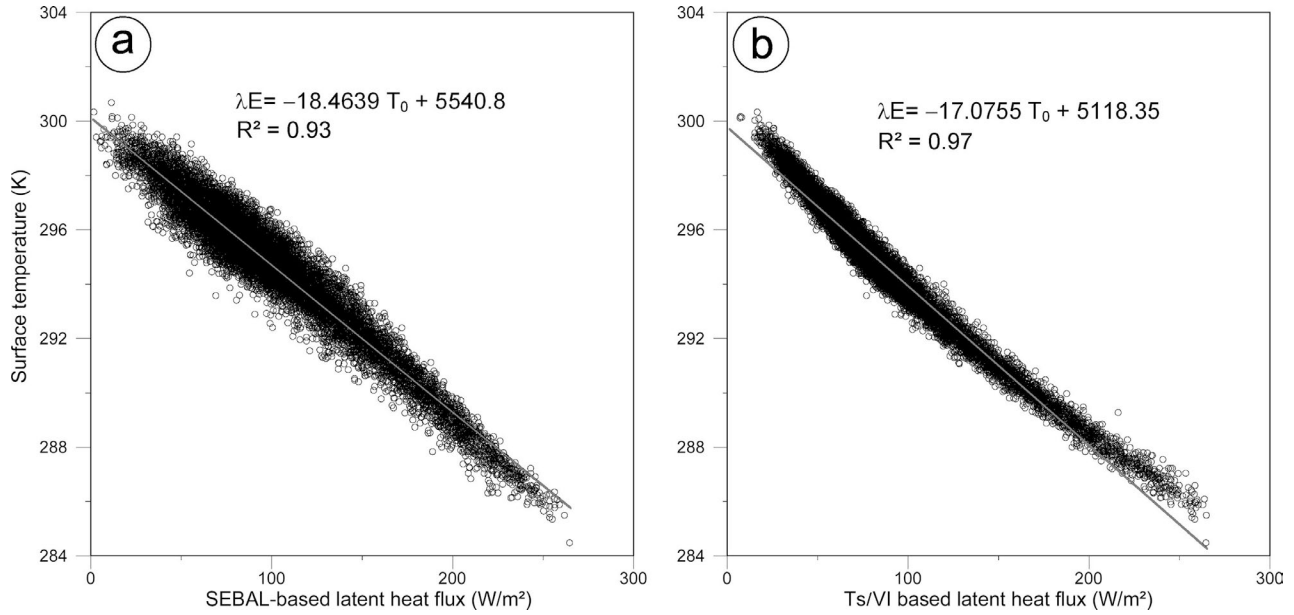 a
λE= −18.4639 T₀ + 5540.8
R² = 0.93
Surface temperature (K)
304
300
296
292
288
284
0 100 200 300
SEBAL-based latent heat flux (W/m²)
b
λE= −17.0755 T₀ + 5118.35
R² = 0.97
304
300
296
292
288
284
0 100 200 300
Ts/VI based latent heat flux (W/m²)